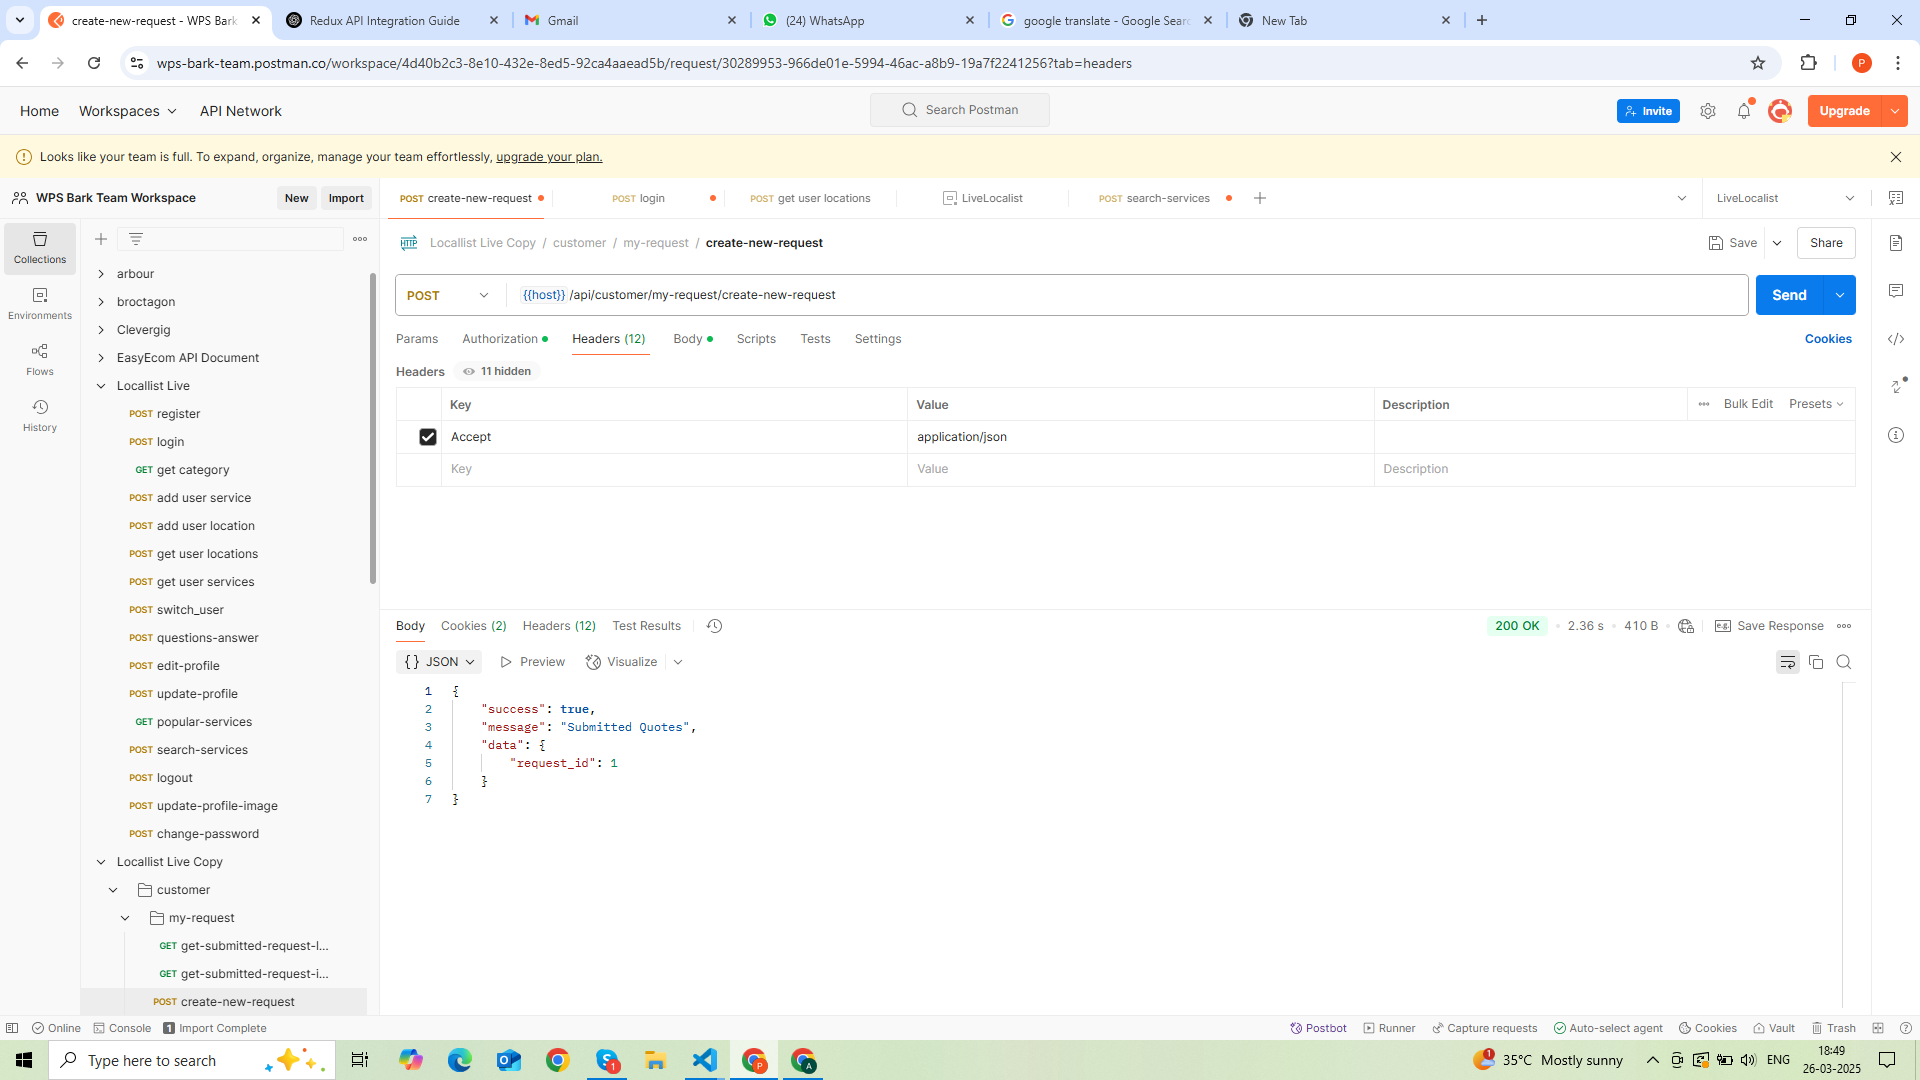 create-new-request - WPS Bark
Redux API Integration Guide
Gmail
(24) WhatsApp
google translate - Google Searc
New Tab
wps-bark-team.postman.co/workspace/4d40b2c3-8e10-432e-8ed5-92ca4aaead5b/request/30289953-966de01e-5994-46ac-a8b9-19a7f2241256?tab=headers
P
Home
Workspaces
API Network
Search Postman
Invite
Upgrade
Looks like your team is full. To expand, organize, manage your team effortlessly, upgrade your plan.
WPS Bark Team Workspace
New
Import
POST create-new-request
POST login
POST get user locations
LiveLocalist
POST search-services
LiveLocalist
Collections
Environments
Flows
History
arbour
broctagon
Clevergig
EasyEcom API Document
Locallist Live
POST register
POST login
GET get category
POST add user service
POST add user location
POST get user locations
POST get user services
POST switch_user
POST questions-answer
POST edit-profile
POST update-profile
GET popular-services
POST search-services
POST logout
POST update-profile-image
POST change-password
Locallist Live Copy
customer
my-request
GET get-submitted-request-l...
GET get-submitted-request-i...
POST create-new-request
HTTP Locallist Live Copy / customer / my-request / create-new-request
Save
Share
POST
{{host}} /api/customer/my-request/create-new-request
Send
Params
Authorization
Headers (12)
Body
Scripts
Tests
Settings
Cookies
Headers
11 hidden
Key
Value
Description
Bulk Edit
Presets
Accept
application/json
Key
Value
Description
Body
Cookies (2)
Headers (12)
Test Results
200 OK
2.36 s
410 B
e.g.
Save Response
{} JSON
Preview
Visualize
1 {
2 "success": true,
3 "message": "Submitted Quotes",
4 "data": {
5 "request_id": 1
6 }
7 }
Online
Console
1 Import Complete
Postbot
Runner
Capture requests
Auto-select agent
Cookies
Vault
Trash
Type here to search
1
P
A
1
35°C Mostly sunny
ENG
18:49
26-03-2025